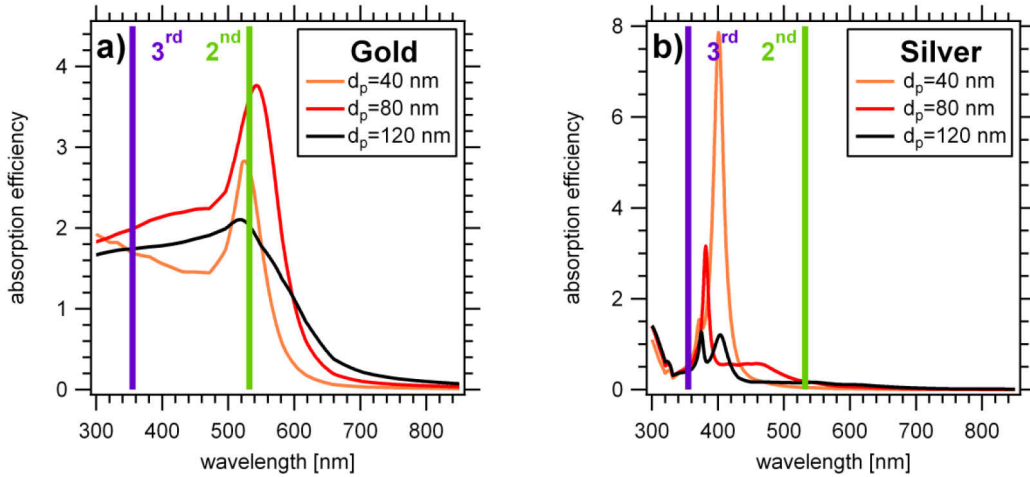 a) 3rd 2nd Gold
dp=40 nm
dp=80 nm
dp=120 nm
4
3
2
1
0
absorption efficiency
300 400 500 600 700 800
wavelength [nm]
b) 3rd 2nd Silver
dp=40 nm
dp=80 nm
dp=120 nm
8
6
4
2
0
absorption efficiency
300 400 500 600 700 800
wavelength [nm]